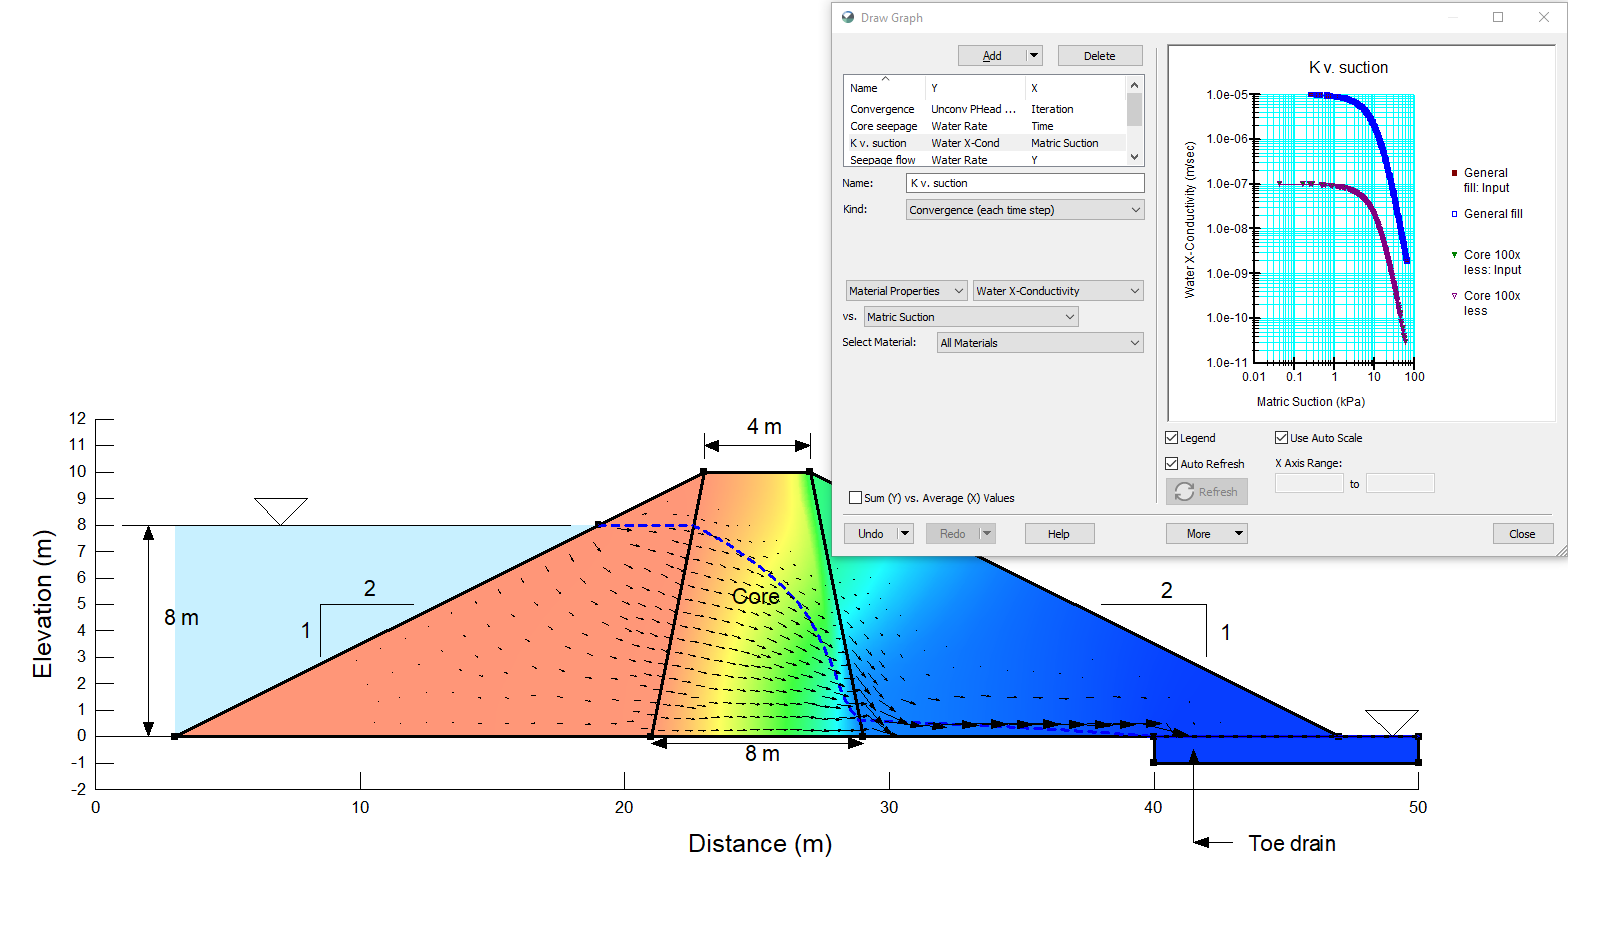 Draw Graph
Add
Delete
Name Y X
Convergence Unconv PHead ... Iteration
Core seepage Water Rate Time
K v. suction Water X-Cond Matric Suction
Seepage flow Water Rate Y
Name: K v. suction
Kind: Convergence (each time step)
Material Properties Water X-Conductivity
vs. Matric Suction
Select Material: All Materials
Sum (Y) vs. Average (X) Values
Undo Redo Help More Close
K v. suction
1.0e-05
1.0e-06
1.0e-07
1.0e-08
1.0e-09
1.0e-10
1.0e-11
Water X-Conductivity (m/sec)
0.01 0.1 1 10 100
Matric Suction (kPa)
General
fill: Input
General fill
Core 100x
less: Input
Core 100x
less
Legend
Use Auto Scale
Auto Refresh
X Axis Range:
Refresh
to
12
11
10
9
8
7
6
5
4
3
2
1
0
-1
-2
Elevation (m)
4 m
8 m
2
1
Core
2
1
8 m
0 10 20 30 40 50
Distance (m)
Toe drain